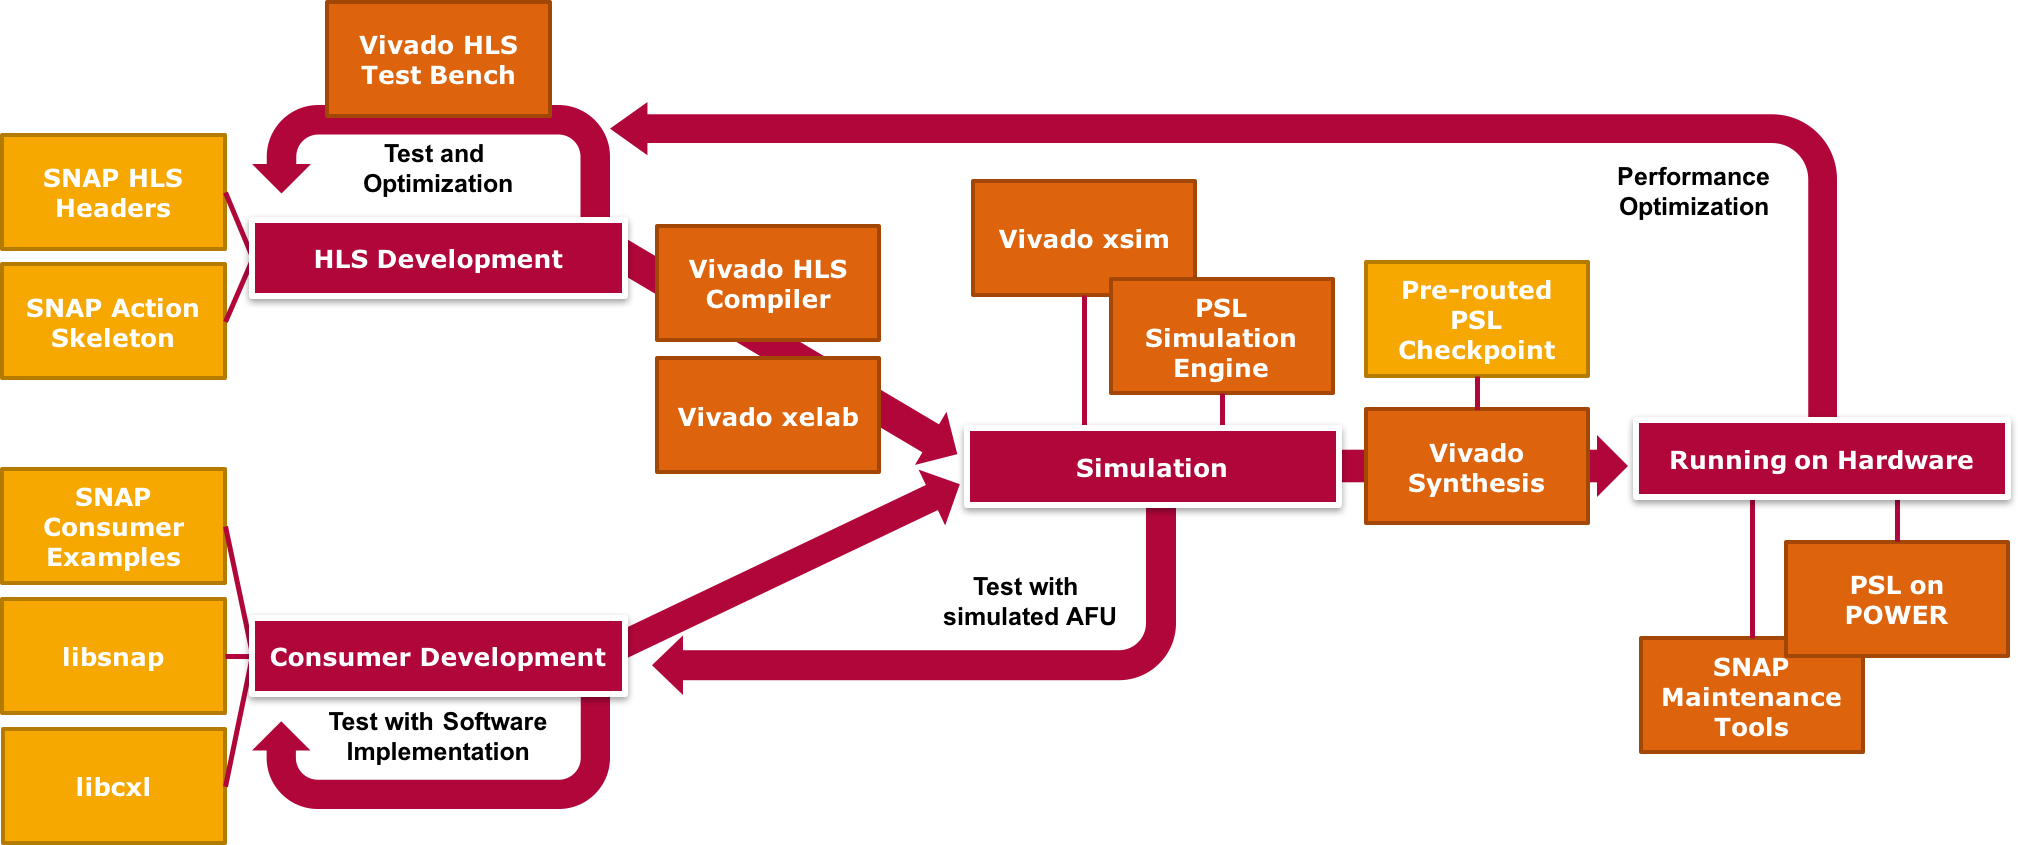 Vivado HLS
Test Bench
Test and
Optimization
SNAP HLS
Headers
SNAP Action
Skeleton
HLS Development
Vivado HLS
Compiler
Vivado xelab
Vivado xsim
PSL
Simulation
Engine
Pre-routed
PSL
Checkpoint
Performance
Optimization
Simulation
Vivado
Synthesis
Running on Hardware
SNAP
Consumer
Examples
libsnap
libcxl
Consumer Development
Test with Software
Implementation
Test with
simulated AFU
PSL on
POWER
SNAP
Maintenance
Tools